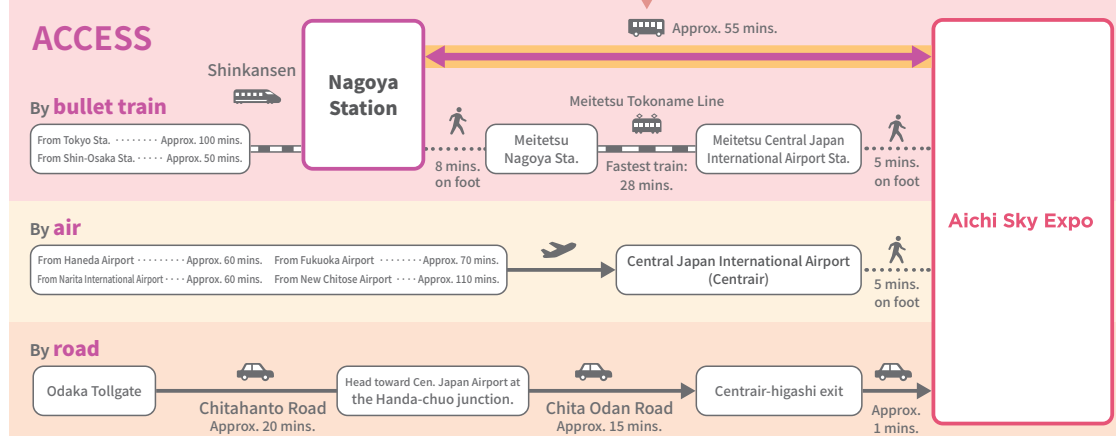 ACCESS
Approx. 55 mins.
Shinkansen
Nagoya
Station
By bullet train
From Tokyo Sta. ········ Approx. 100 mins.
From Shin-Osaka Sta. ····· Approx. 50 mins.
8 mins.
on foot
Meitetsu
Nagoya Sta.
Meitetsu Tokoname Line
Fastest train:
28 mins.
Meitetsu Central Japan
International Airport Sta.
5 mins.
on foot
Aichi Sky Expo
By air
From Haneda Airport ········· Approx. 60 mins.
From Narita International Airport ···· Approx. 60 mins.
From Fukuoka Airport ········ Approx. 70 mins.
From New Chitose Airport ···· Approx. 110 mins.
Central Japan International Airport
(Centrair)
5 mins.
on foot
By road
Odaka Tollgate
Chitahanto Road
Approx. 20 mins.
Head toward Cen. Japan Airport at
the Handa-chuo junction.
Chita Odan Road
Approx. 15 mins.
Centrair-higashi exit
Approx.
1 mins.